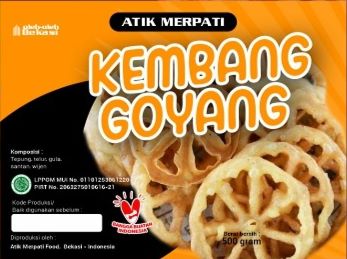 oleh-oleh
Bekasi
ATIK MERPATI
KEMBANG
GOYANG
Komposisi :
Tepung, telur, gula,
santan, wijen
LPPOM MUI No. 01101253061220
PIRT No. 2063275010616-21
Kode Produksi/
Baik digunakan sebelum :
BANGGA BUATAN
INDONESIA
Diproduksi oleh :
Atik Merpati Food, Bekasi - Indonesia
Berat bersih :
500 gram